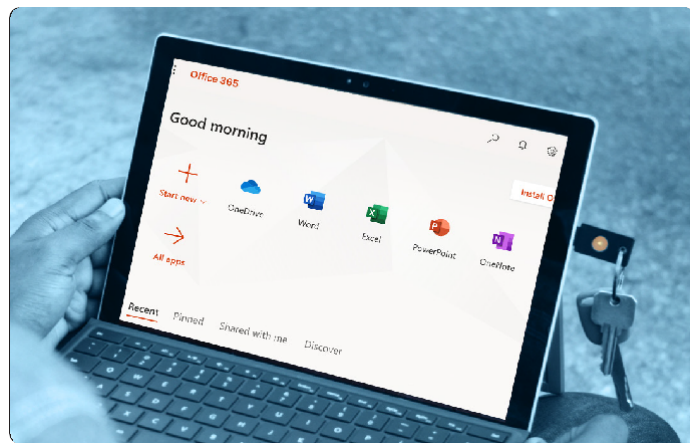 Office 365
Good morning
Install O
Start new
OneDrive
Word
Excel
PowerPoint
OneNote
All apps
Recent
Pinned
Shared with me
Discover